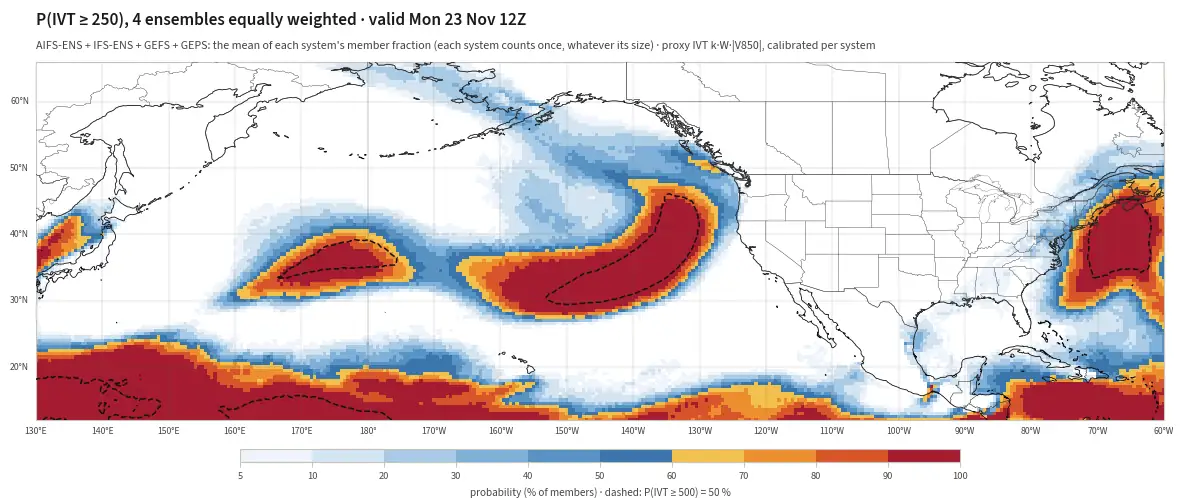 P(IVT ≥ 250), 4 ensembles equally weighted · valid Mon 23 Nov 12Z
AIFS-ENS + IFS-ENS + GEFS + GEPS: the mean of each system's member fraction (each system counts once, whatever its size) · proxy IVT k·W·|V850|, calibrated per system
60°N
50°N
40°N
30°N
20°N
130°E 140°E 150°E 160°E 180° 170°W 160°W 150°W 140°W 130°W 120°W 110°W 100°W 90°W 80°W 70°W 60°W
5 10 20 30 40 50 60 70 80 90 100
probability (% of members) · dashed: P(IVT ≥ 500) = 50 %